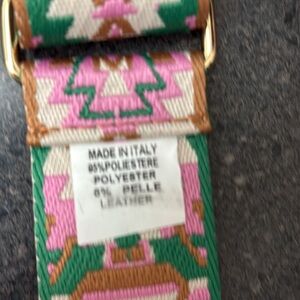 MADE IN ITALY
95%POLIESTERE
POLYESTER
5% PELLE
LEATHER